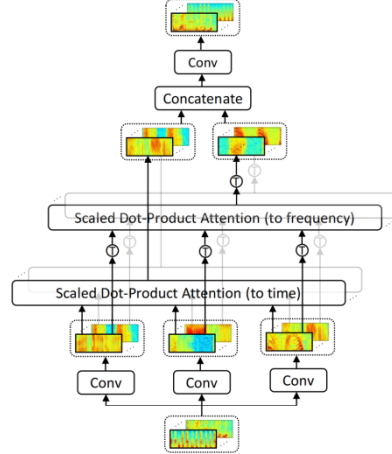 Conv
Concatenate
T
T
Scaled Dot-Product Attention (to frequency)
T T T T T T
Scaled Dot-Product Attention (to time)
Conv Conv Conv